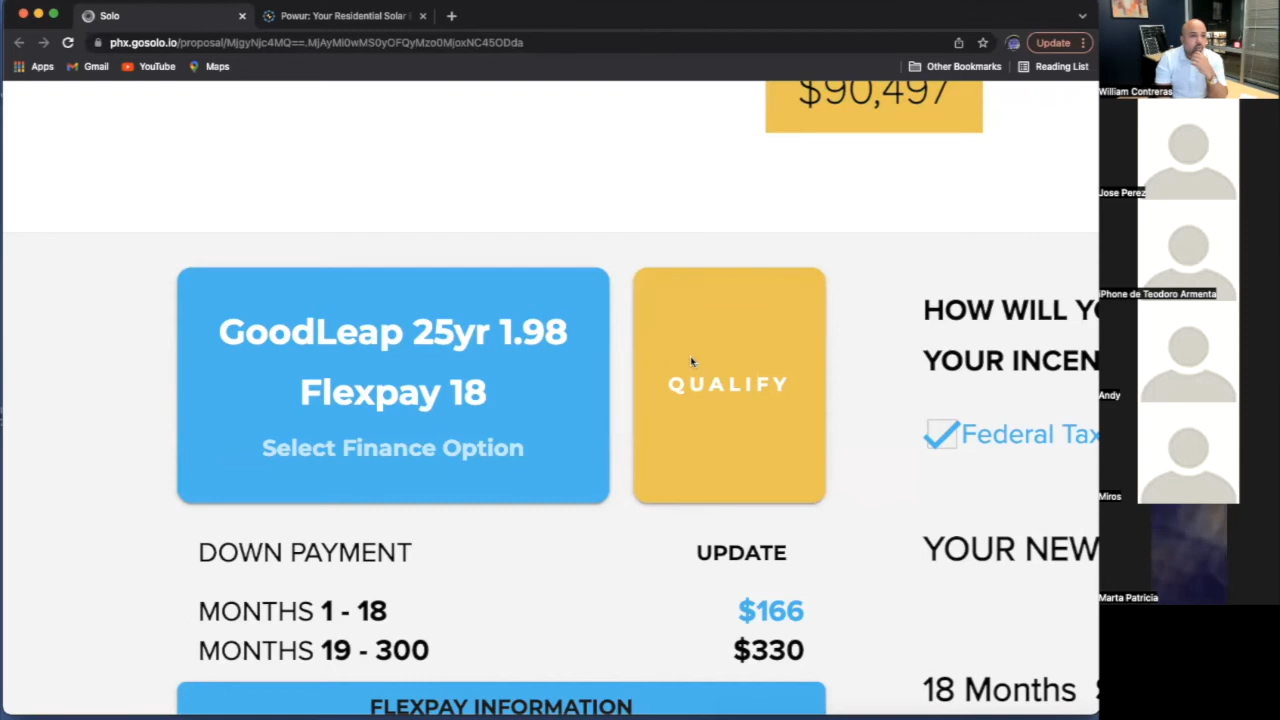 Solo
Powur: Your Residential Solar
Update
phx.gosolo.io/proposal/MjgyNjc4MQ==.MjAyMi0wMS0yOFQyMzo0MjoxNC45ODda
Apps
Gmail
YouTube
Maps
Other Bookmarks
Reading List
William Contreras
$90,497
Jose Perez
iPhone de Teodoro Armenta
GoodLeap 25yr 1.98
Flexpay 18
Select Finance Option
QUALIFY
HOW WILL YO
YOUR INCEN
Federal Tax
Andy
Miros
DOWN PAYMENT
UPDATE
YOUR NEW
MONTHS 1 - 18
$166
MONTHS 19 - 300
$330
Marta Patricia
FLEXPAY INFORMATION
18 Months